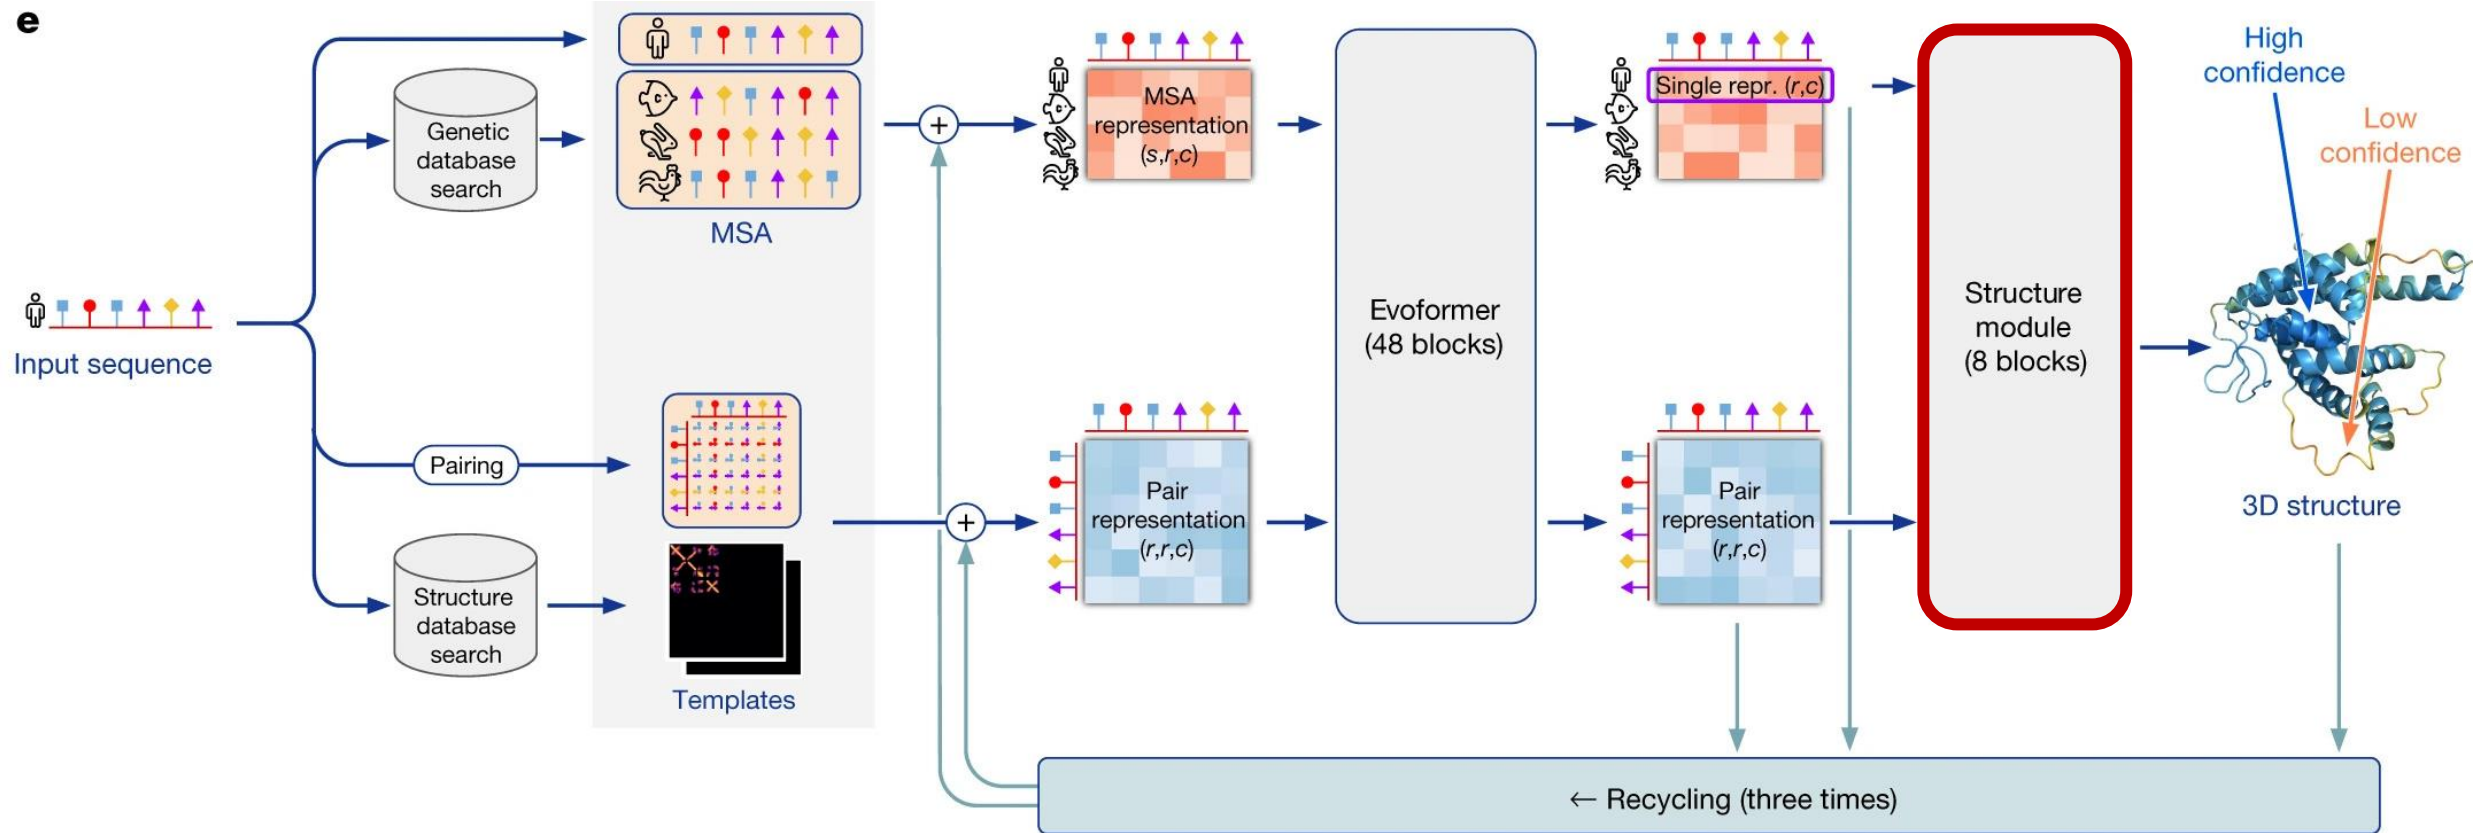 e
Input sequence
Genetic
database
search
Pairing
Structure
database
search
MSA
Templates
+
+
MSA
representation
(s,r,c)
Pair
representation
(r,r,c)
Evoformer
(48 blocks)
Single repr. (r,c)
Pair
representation
(r,r,c)
Structure
module
(8 blocks)
High
confidence
Low
confidence
3D structure
← Recycling (three times)